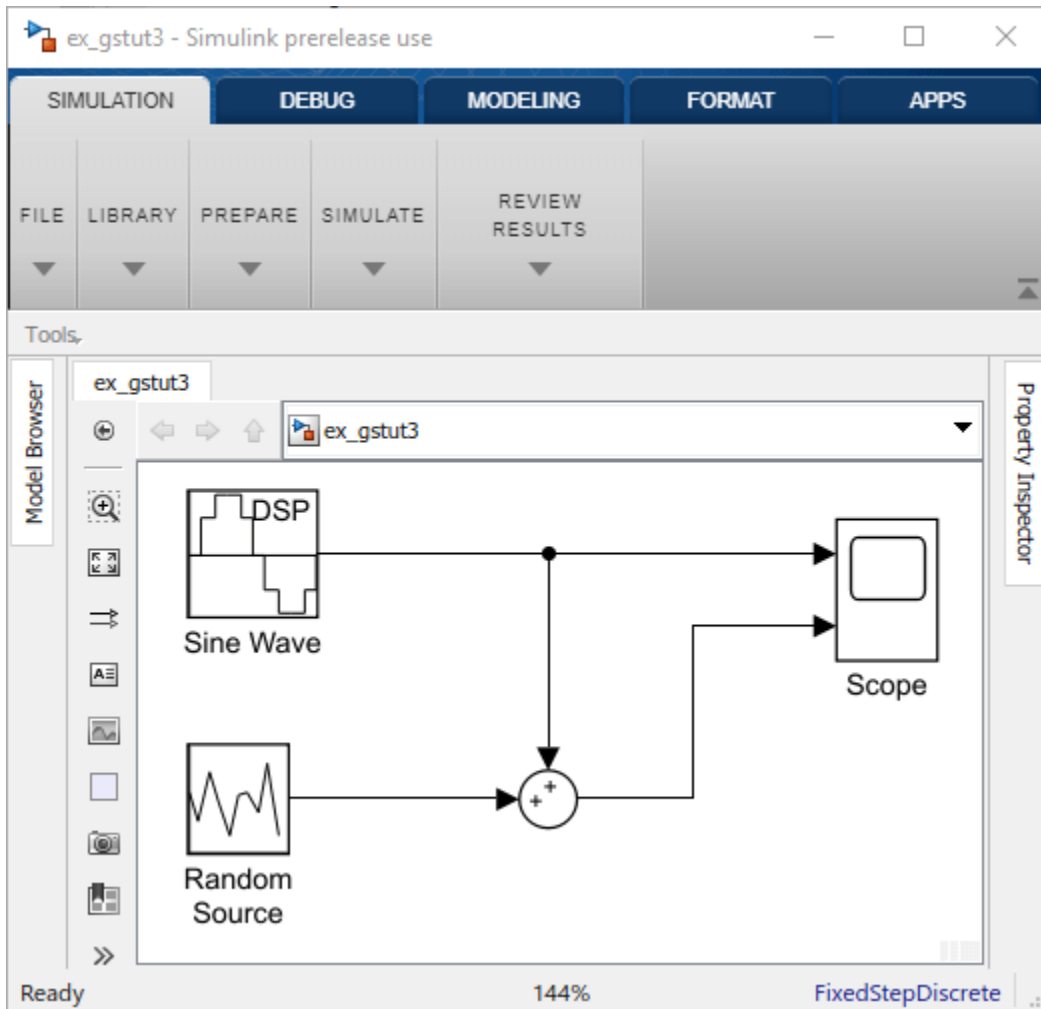 ex_gstut3 - Simulink prerelease use
SIMULATION DEBUG MODELING FORMAT APPS
FILE LIBRARY PREPARE SIMULATE REVIEW
RESULTS
Tools
Model Browser
ex_gstut3
ex_gstut3
Property Inspector
DSP
Sine Wave
Scope
+
+
Random
Source
Ready 144% FixedStepDiscrete